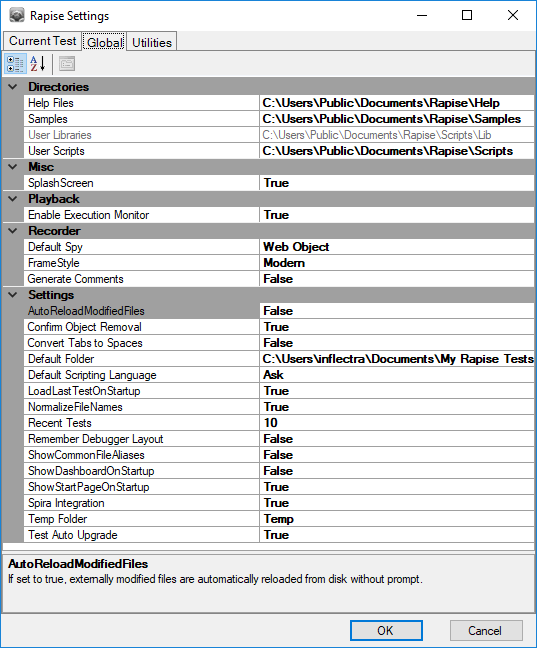 Rapise Settings
Current Test Global Utilities
Directories
Help Files C:\Users\Public\Documents\Rapise\Help
Samples C:\Users\Public\Documents\Rapise\Samples
User Libraries C:\Users\Public\Documents\Rapise\Scripts\Lib
User Scripts C:\Users\Public\Documents\Rapise\Scripts
Misc
SplashScreen True
Playback
Enable Execution Monitor True
Recorder
Default Spy Web Object
FrameStyle Modern
Generate Comments False
Settings
AutoReloadModifiedFiles False
Confirm Object Removal True
Convert Tabs to Spaces False
Default Folder C:\Users\inflectra\Documents\My Rapise Tests
Default Scripting Language Ask
LoadLastTestOnStartup True
NormalizeFileNames True
Recent Tests 10
Remember Debugger Layout False
ShowCommonFileAliases False
ShowDashboardOnStartup False
ShowStartPageOnStartup True
Spira Integration True
Temp Folder Temp
Test Auto Upgrade True
AutoReloadModifiedFiles
If set to true, externally modified files are automatically reloaded from disk without prompt.
OK Cancel